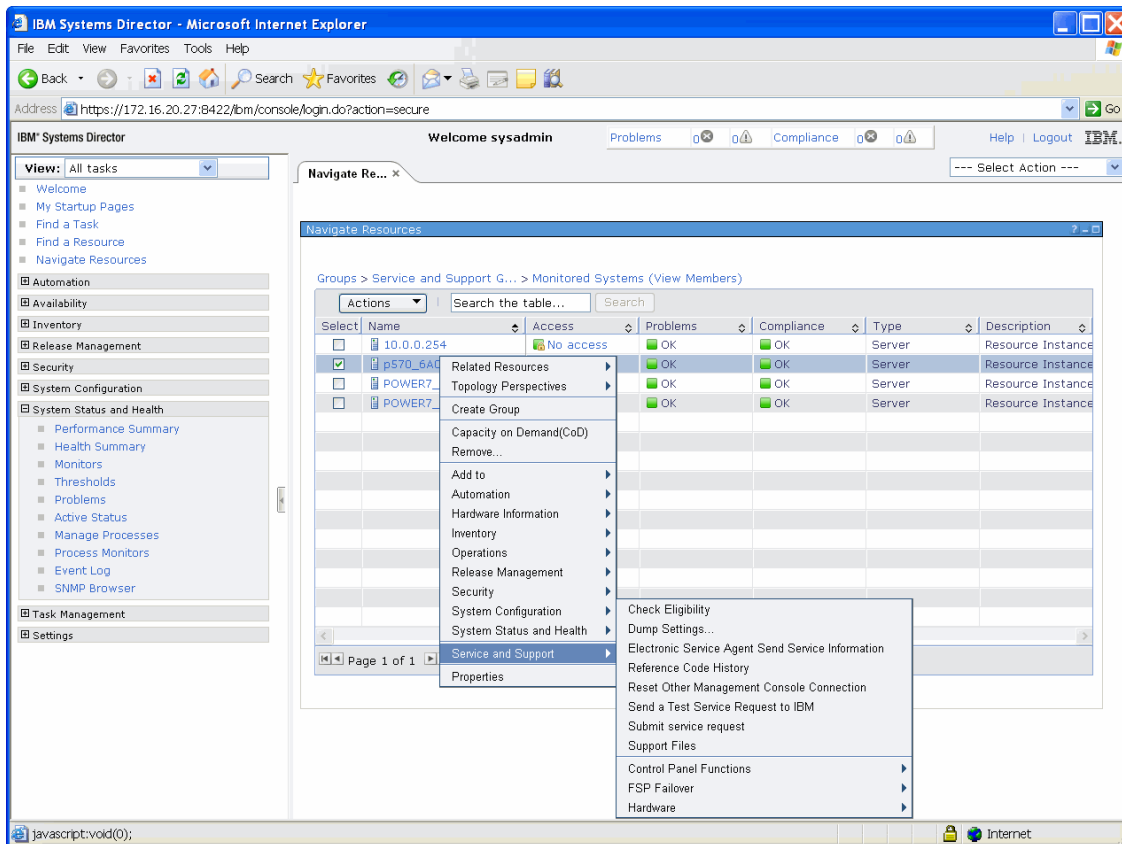 IBM Systems Director - Microsoft Internet Explorer
File Edit View Favorites Tools Help
Back Search Favorites
Address https://172.16.20.27:8422/ibm/console/login.do?action=secure Go
IBM® Systems Director Welcome sysadmin Problems 0 0 Compliance 0 0 Help | Logout IBM.
View: All tasks
Navigate Re... × --- Select Action ---
Welcome
My Startup Pages
Find a Task
Find a Resource
Navigate Resources
Automation
Availability
Inventory
Release Management
Security
System Configuration
System Status and Health
Performance Summary
Health Summary
Monitors
Thresholds
Problems
Active Status
Manage Processes
Process Monitors
Event Log
SNMP Browser
Task Management
Settings
Navigate Resources ? – □
Groups > Service and Support G... > Monitored Systems (View Members)
Actions Search the table... Search
Select Name Access Problems Compliance Type Description
10.0.0.254 No access OK OK Server Resource Instance
p570_6A OK OK Server Resource Instance
POWER7_ OK OK Server Resource Instance
POWER7_ OK OK Server Resource Instance
Page 1 of 1
Related Resources
Topology Perspectives
Create Group
Capacity on Demand(CoD)
Remove...
Add to
Automation
Hardware Information
Inventory
Operations
Release Management
Security
System Configuration
System Status and Health
Service and Support
Properties
Check Eligibility
Dump Settings...
Electronic Service Agent Send Service Information
Reference Code History
Reset Other Management Console Connection
Send a Test Service Request to IBM
Submit service request
Support Files
Control Panel Functions
FSP Failover
Hardware
javascript:void(0); Internet